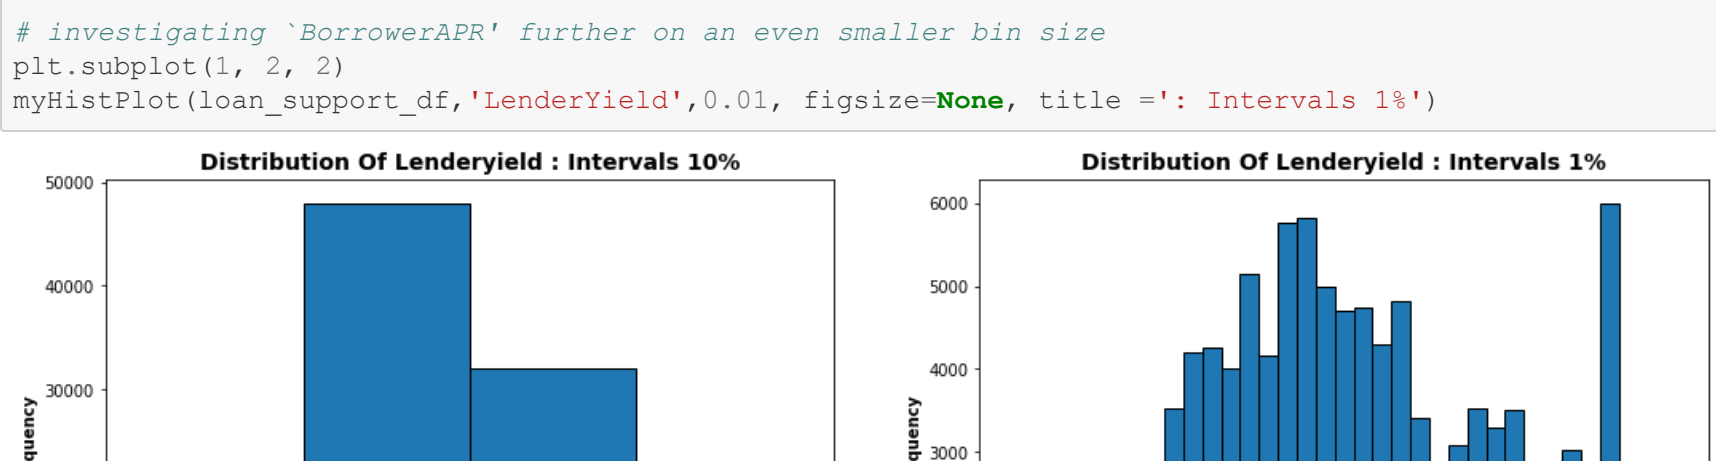 # investigating `BorrowerAPR' further on an even smaller bin size
plt.subplot(1, 2, 2)
myHistPlot(loan_support_df,'LenderYield',0.01, figsize=None, title =': Intervals 1%')
Distribution Of Lenderyield : Intervals 10%
50000
40000
30000
Distribution Of Lenderyield : Intervals 1%
6000
5000
4000
3000